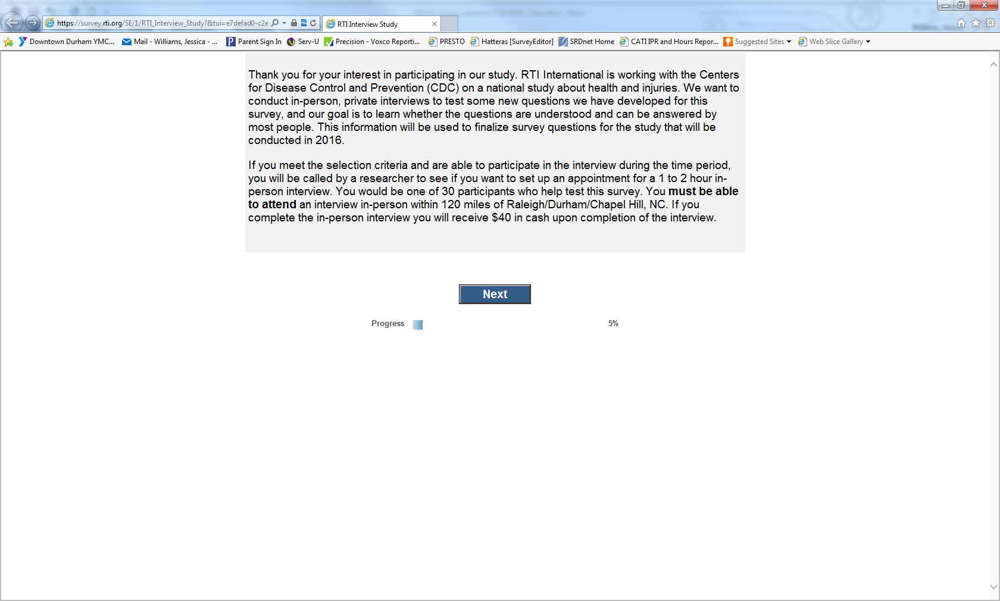 https://survey.rti.org/SE/1/RTI_Interview_Study?&tui=e7defad0-c2e
RTI Interview Study
Downtown Durham YMC...
Mail - Williams, Jessica - ...
Parent Sign In
Serv-U
Precision - Voxco Reporti...
PRESTO
Hatteras [SurveyEditor]
SRDnet Home
CATI IPR and Hours Repor...
Suggested Sites
Web Slice Gallery
Thank you for your interest in participating in our study. RTI International is working with the Centers
for Disease Control and Prevention (CDC) on a national study about health and injuries. We want to
conduct in-person, private interviews to test some new questions we have developed for this
survey, and our goal is to learn whether the questions are understood and can be answered by
most people. This information will be used to finalize survey questions for the study that will be
conducted in 2016.
If you meet the selection criteria and are able to participate in the interview during the time period,
you will be called by a researcher to see if you want to set up an appointment for a 1 to 2 hour in-
person interview. You would be one of 30 participants who help test this survey. You must be able
to attend an interview in-person within 120 miles of Raleigh/Durham/Chapel Hill, NC. If you
complete the in-person interview you will receive $40 in cash upon completion of the interview.
Next
Progress
5%